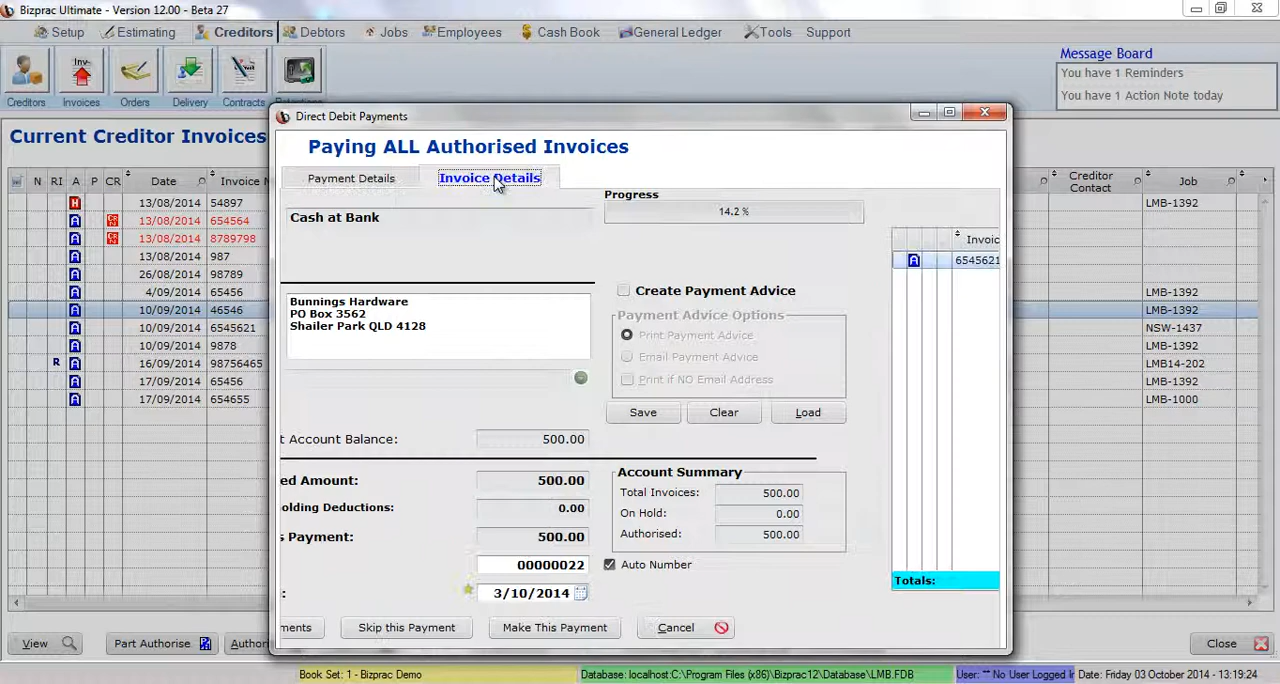 Bizprac Ultimate - Version 12.00 - Beta 27
Setup Estimating Creditors Debtors Jobs Employees Cash Book General Ledger Tools Support
Message Board
You have 1 Reminders
You have 1 Action Note today
Inv-
Creditors Invoices Orders Delivery Contracts
Direct Debit Payments
Current Creditor Invoices
Paying ALL Authorised Invoices
Payment Details Invoice Details
N RI A P CR Date Invoice N
Creditor Contact Job
H 13/08/2014 54897 LMB-1392
A CR 13/08/2014 654564
A CR 13/08/2014 8789798
A 13/08/2014 987
A 26/08/2014 98789
A 4/09/2014 65456 LMB-1392
A 10/09/2014 46546 LMB-1392
A 10/09/2014 6545621 NSW-1437
A 10/09/2014 9878 LMB-1392
R A 16/09/2014 98756465 LMB14-202
A 17/09/2014 65456 LMB-1392
A 17/09/2014 654655 LMB-1000
Cash at Bank
Progress
14.2 %
Invoic
A 6545621
Bunnings Hardware
PO Box 3562
Shailer Park QLD 4128
Create Payment Advice
Payment Advice Options
Print Payment Advice
Email Payment Advice
Print if NO Email Address
Save Clear Load
t Account Balance: 500.00
ed Amount: 500.00
olding Deductions: 0.00
s Payment: 500.00
00000022
: 3/10/2014
Account Summary
Total Invoices: 500.00
On Hold: 0.00
Authorised: 500.00
Auto Number
Totals:
ments Skip this Payment Make This Payment Cancel
View Part Authorise Author Close
Book Set: 1 - Bizprac Demo Database: localhost:C:\Program Files (x86)\Bizprac12\Database\LMB.FDB User: ** No User Logged Ir Date: Friday 03 October 2014 - 13:19:24